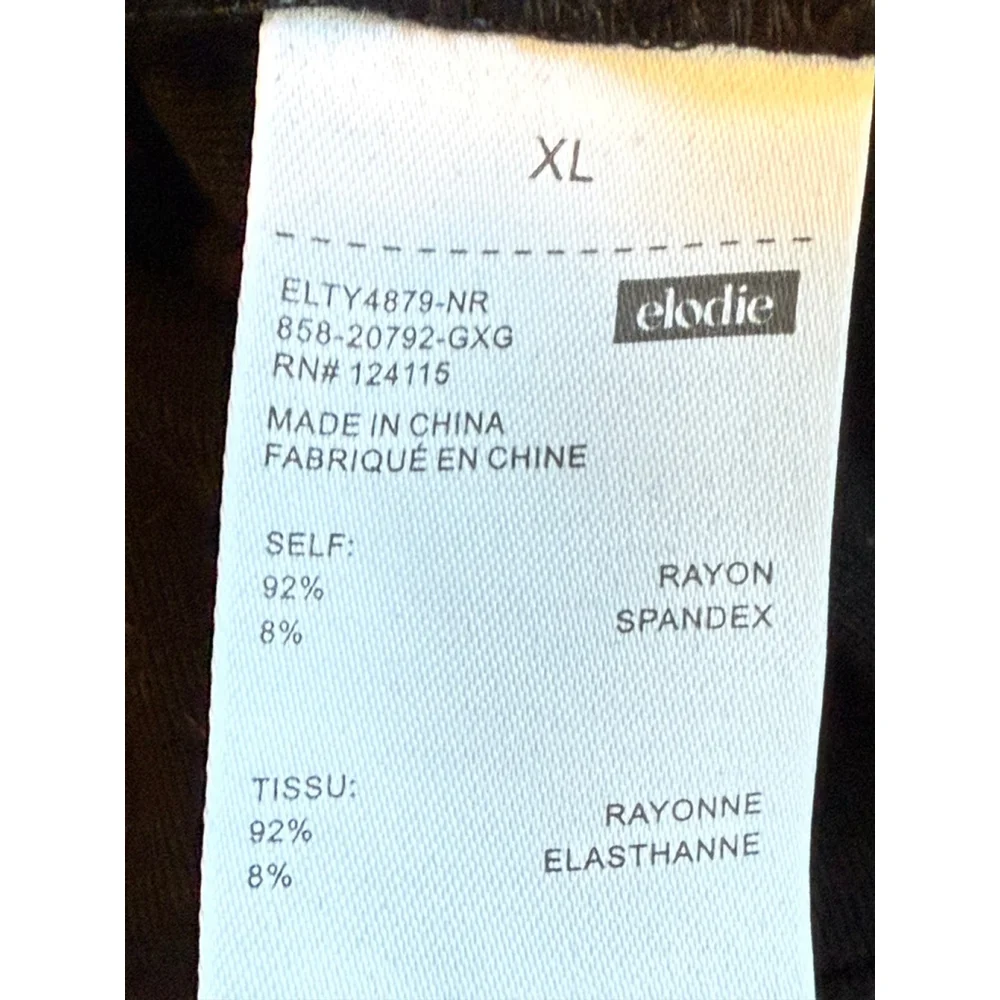 XL
ELTY4879-NR
elodie
858-20792-GXG
RN# 124115
MADE IN CHINA
FABRIQUÉ EN CHINE
SELF:
92% RAYON
8% SPANDEX
TISSU:
92% RAYONNE
8% ELASTHANNE